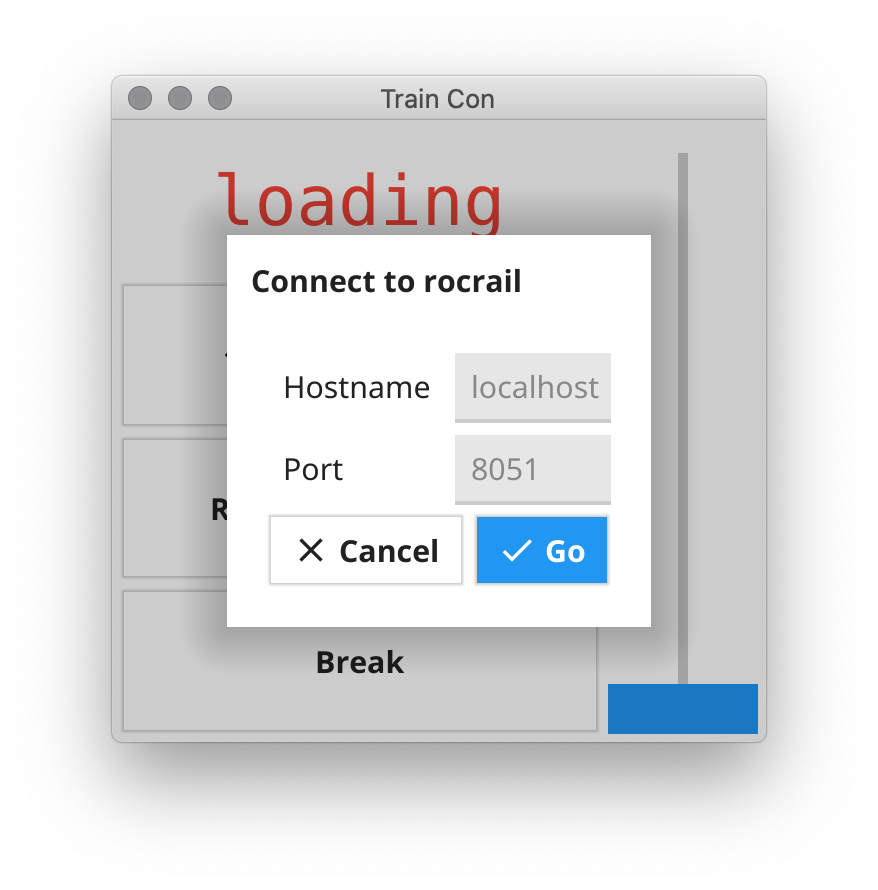 Train Con
loading
Connect to rocrail
Hostname localhost
Port 8051
Cancel Go
Break